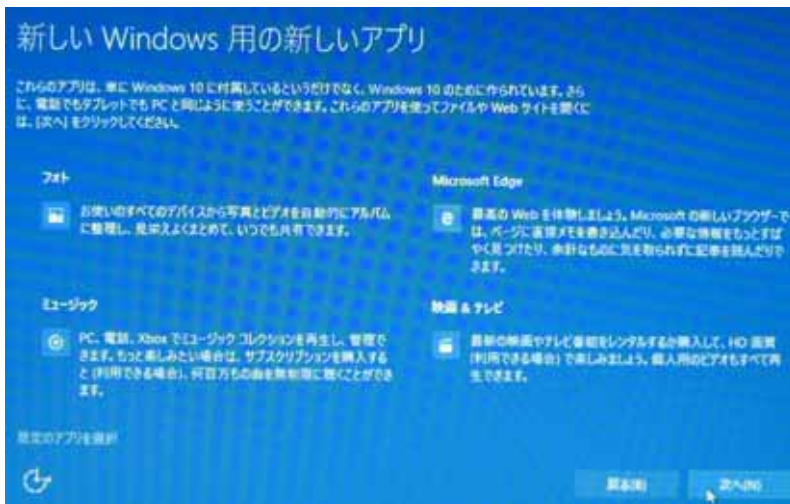 新しい Windows 用の新しいアプリ
これらのアプリは、単に Windows 10 に付属しているというだけでなく、Windows 10 のために作られています。さら
に、電話でもタブレットでも PC と同じように使うことができます。これらのアプリを使ってファイルや Web サイトを開くに
は、[次へ] をクリックしてください。
フォト
お使いのすべてのデバイスから写真とビデオを自動的にアルバム
に整理し、見栄えよくまとめて、いつでも共有できます。
Microsoft Edge
最高の Web を体験しましょう。Microsoft の新しいブラウザーで
は、ページに直接メモを書き込んだり、必要な情報をもっとすば
やく見つけたり、余計なものに気を取られずに記事を読んだりで
きます。
ミュージック
PC、電話、Xbox でミュージック コレクションを再生し、管理で
きます。もっと楽しみたい場合は、サブスクリプションを購入する
と (利用できる場合)、何百万もの曲を無制限に聴くことができ
ます。
映画 & テレビ
最新の映画やテレビ番組をレンタルするか購入して、HD 画質
(利用できる場合) で楽しみましょう。個人用のビデオもすべて再
生できます。
既定のアプリを選択
戻る(B)
次へ(N)